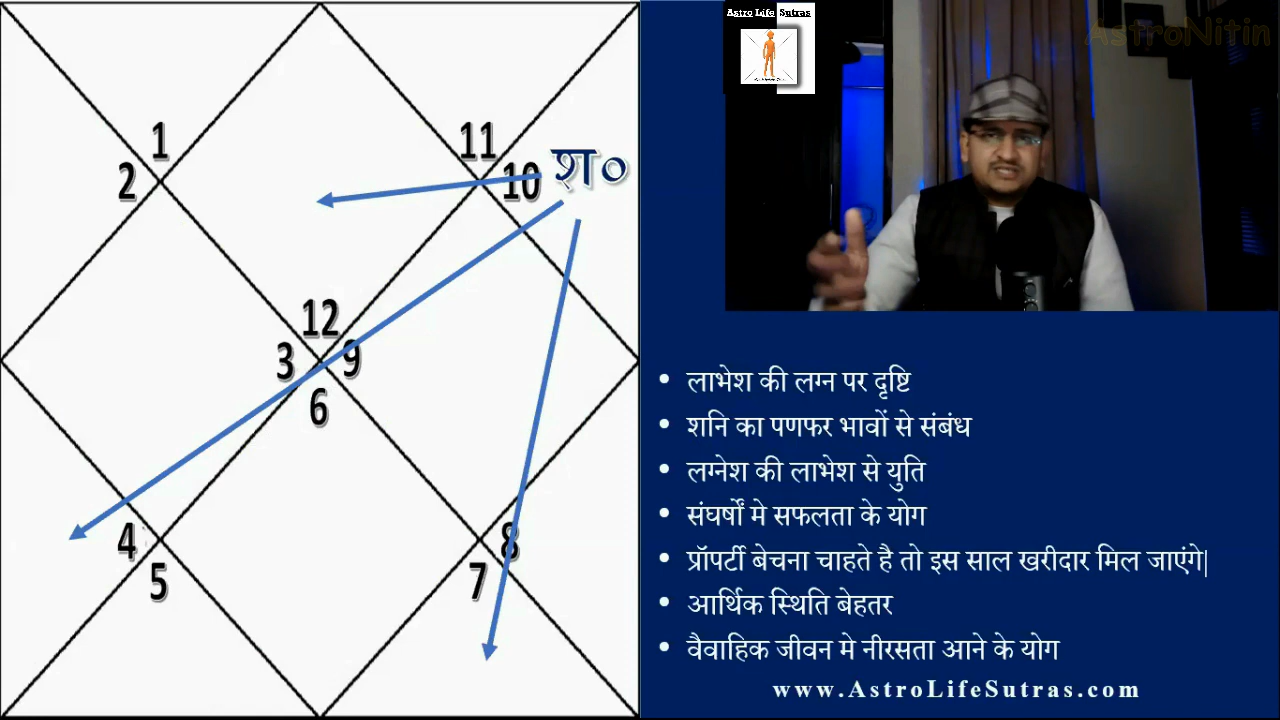 Astro Life Sutras
AstroNitin
1
2
11
10
श०
12
3
9
6
4
5
8
7
• लाभेश की लग्न पर दृष्टि
• शनि का पणफर भावों से संबंध
• लग्नेश की लाभेश से युति
• संघर्षों मे सफलता के योग
• प्रॉपर्टी बेचना चाहते है तो इस साल खरीदार मिल जाएंगे|
• आर्थिक स्थिति बेहतर
• वैवाहिक जीवन मे नीरसता आने के योग
www.AstroLifeSutras.com